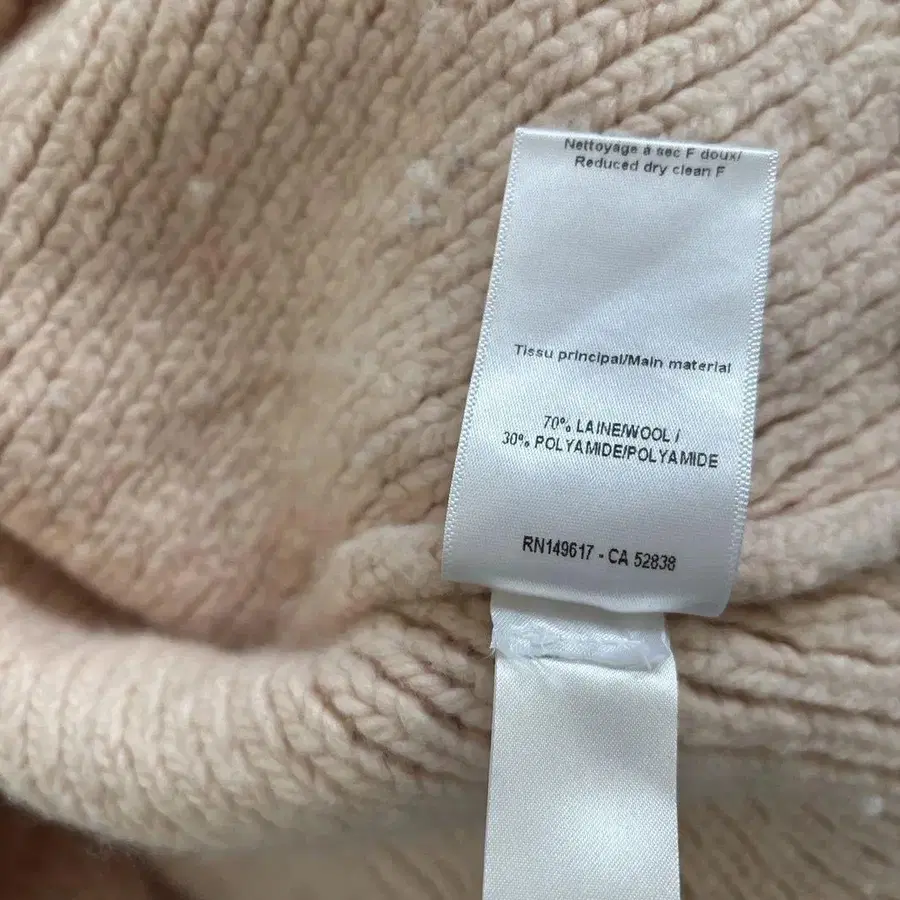 Nettoyage à sec F doux/
Reduced dry clean F
Tissu principal/Main material
70% LAINE/WOOL /
30% POLYAMIDE/POLYAMIDE
RN149617 - CA 52838